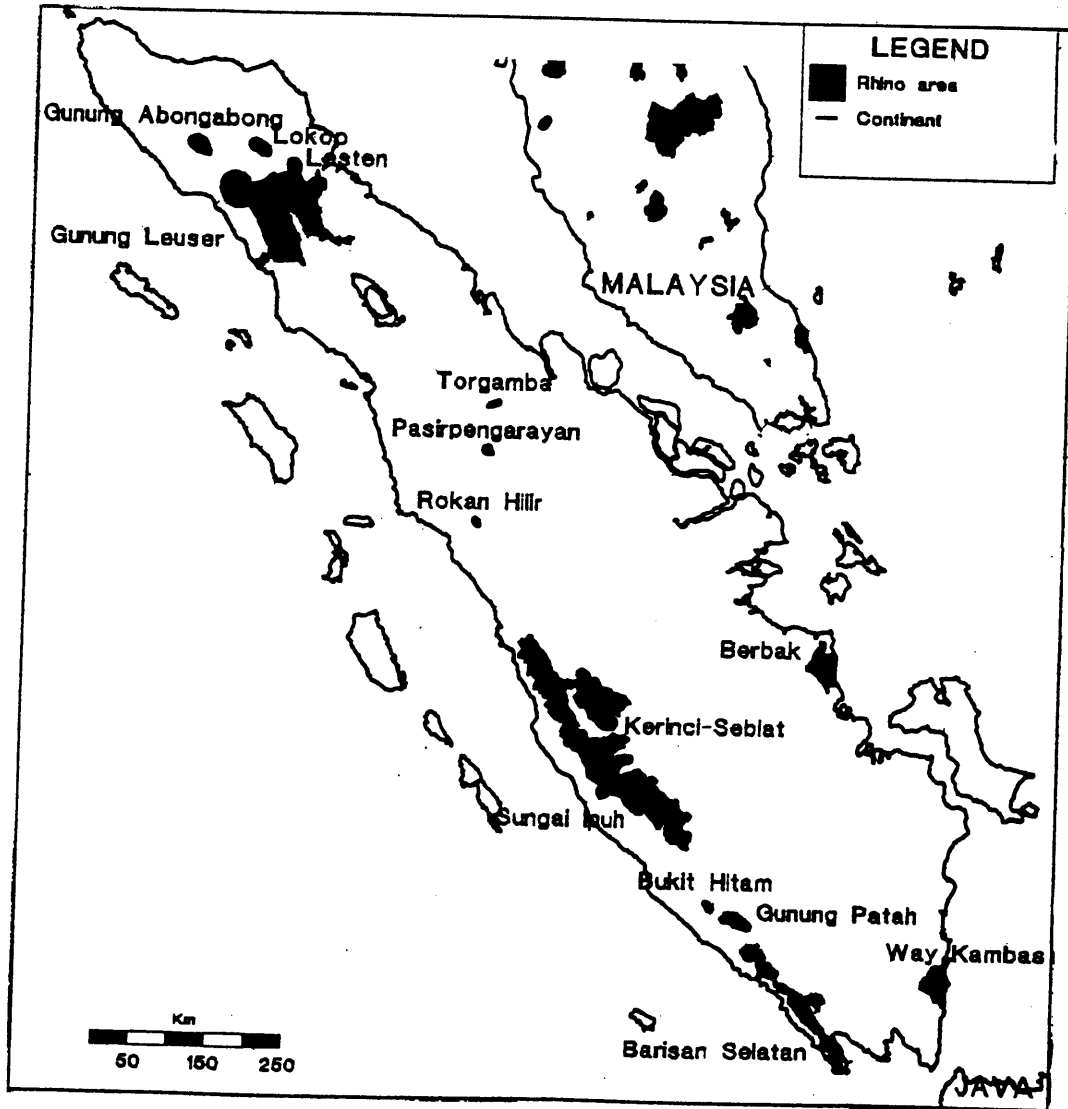 LEGEND
Rhino area
Continant
Gunung Abongabong
Lokop
Lesten
Gunung Leuser
MALAYSIA
Torgamba
Pasirpengarayan
Rokan Hilir
Berbak
Kerinci-Seblat
Sungai Ipuh
Bukit Hitam
Gunung Patah
Way Kambas
Barisan Selatan
Km
50 150 250
JAVA